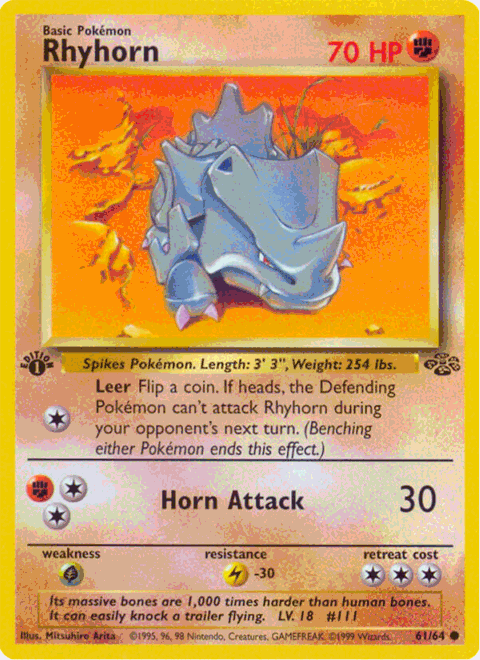 Basic Pokémon
Rhyhorn
70 HP
EDITION
1
Spikes Pokémon. Length: 3' 3", Weight: 254 lbs.
Leer Flip a coin. If heads, the Defending
Pokémon can't attack Rhyhorn during
your opponent's next turn. (Benching
either Pokémon ends this effect.)
Horn Attack 30
weakness resistance retreat cost
-30
Its massive bones are 1,000 times harder than human bones.
It can easily knock a trailer flying. LV. 18 #111
Illus. Mitsuhiro Arita ©1995, 96, 98 Nintendo, Creatures, GAMEFREAK. ©1999 Wizards. 61/64